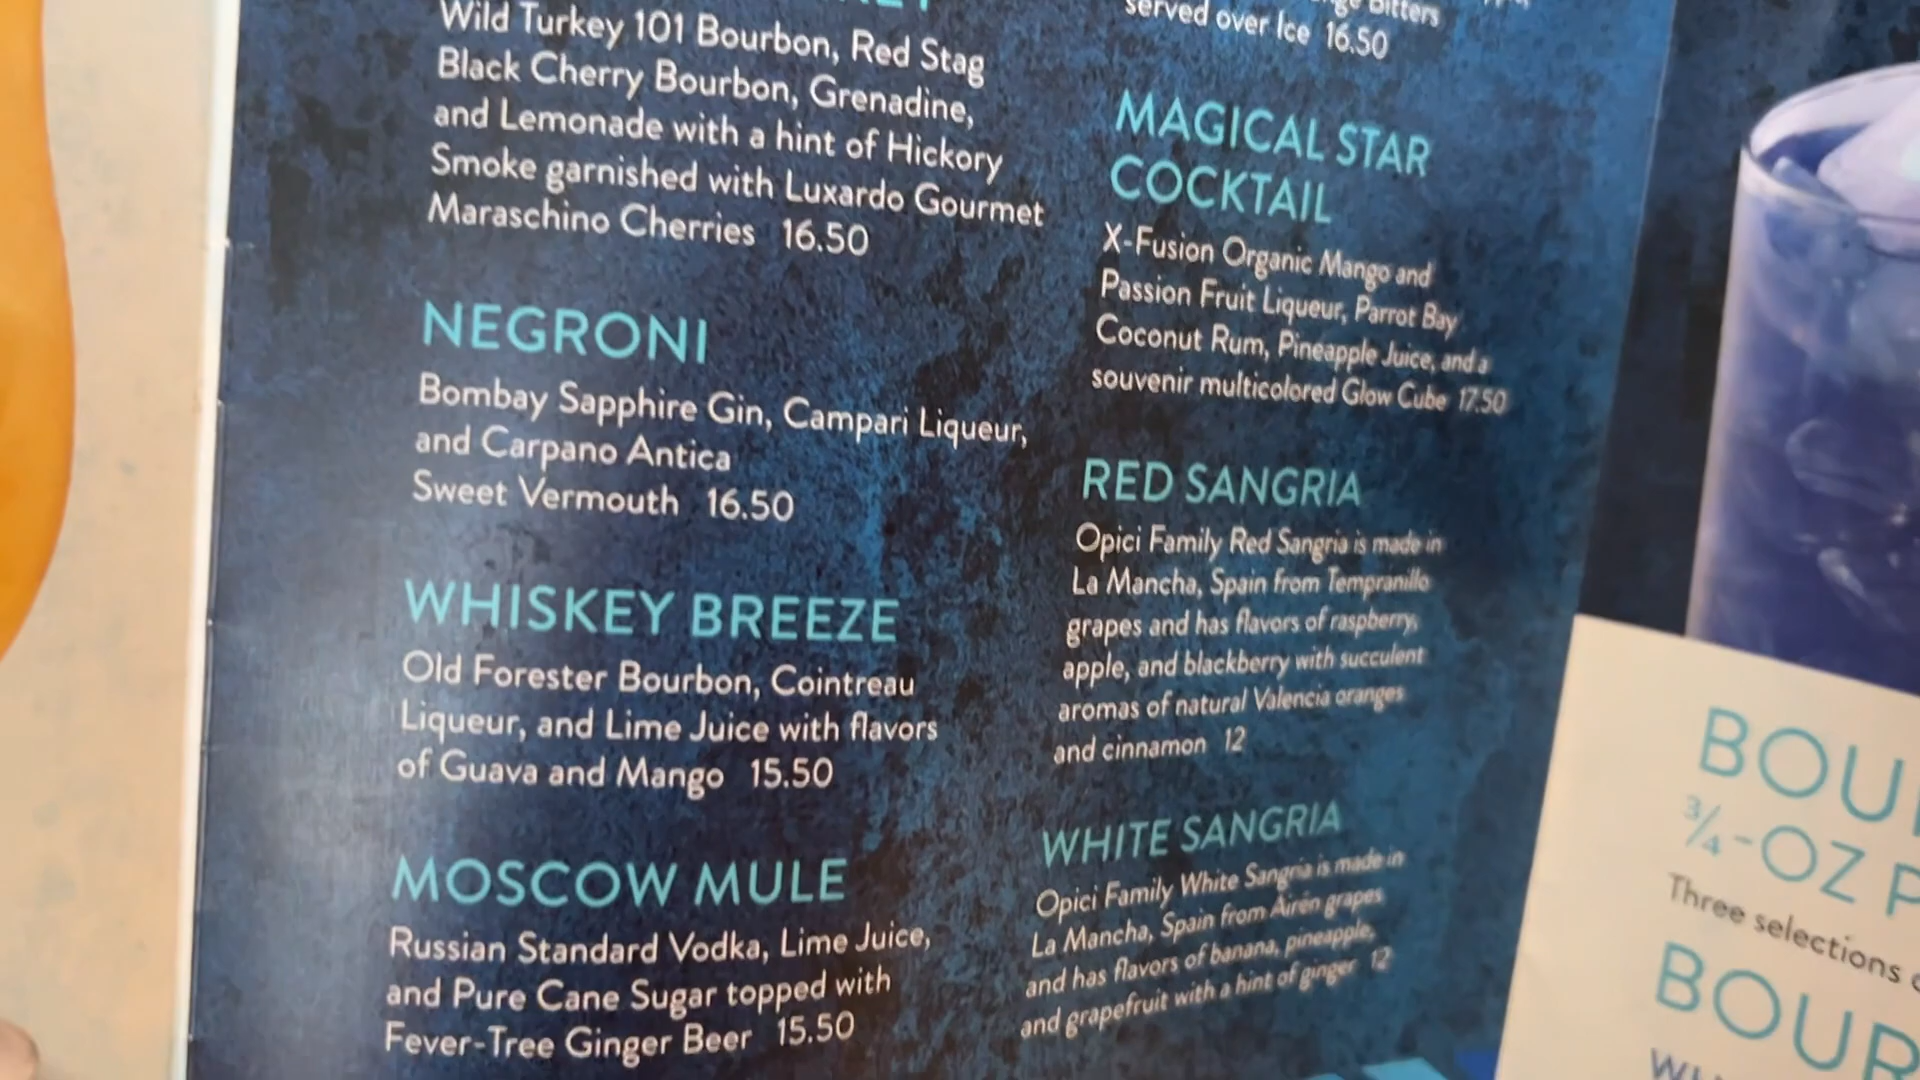 Wild Turkey 101 Bourbon, Red Stag
Black Cherry Bourbon, Grenadine,
and Lemonade with a hint of Hickory
Smoke garnished with Luxardo Gourmet
Maraschino Cherries 16.50
NEGRONI
Bombay Sapphire Gin, Campari Liqueur,
and Carpano Antica
Sweet Vermouth 16.50
WHISKEY BREEZE
Old Forester Bourbon, Cointreau
Liqueur, and Lime Juice with flavors
of Guava and Mango 15.50
MOSCOW MULE
Russian Standard Vodka, Lime Juice,
and Pure Cane Sugar topped with
Fever-Tree Ginger Beer 15.50
Bitters
served over Ice 16.50
MAGICAL STAR
COCKTAIL
X-Fusion Organic Mango and
Passion Fruit Liqueur, Parrot Bay
Coconut Rum, Pineapple Juice, and a
souvenir multicolored Glow Cube 17.50
RED SANGRIA
Opici Family Red Sangria is made in
La Mancha, Spain from Tempranillo
grapes and has flavors of raspberry,
apple, and blackberry with succulent
aromas of natural Valencia oranges
and cinnamon 12
WHITE SANGRIA
Opici Family White Sangria is made in
La Mancha, Spain from Airén grapes
and has flavors of banana, pineapple,
and grapefruit with a hint of ginger 12
BOU
¾-OZ P
Three selections
BOUR